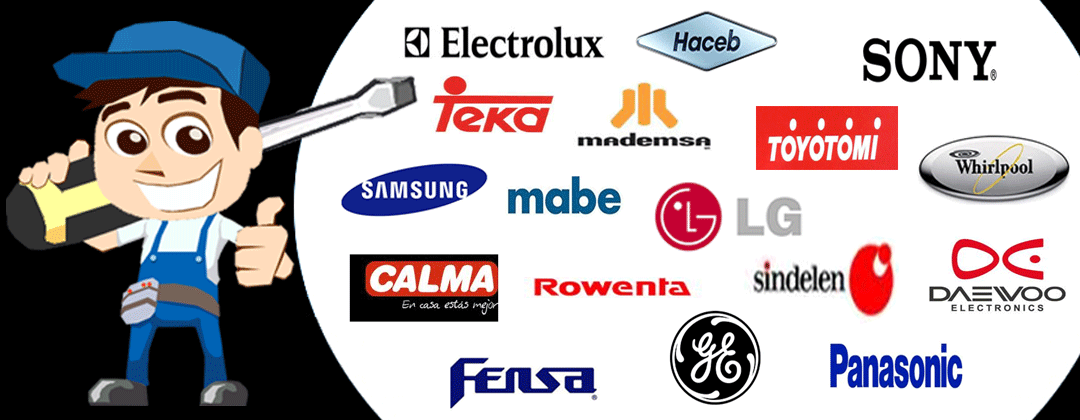 Electrolux
Haceb
SONY®
Teka
mademsa
TOYOTOMI
Whirlpool
SAMSUNG
mabe
LG
CALMA
En casa estás mejor
Rowenta
sindelen
DAEWOO
ELECTRONICS
FENSA®
GE
Panasonic